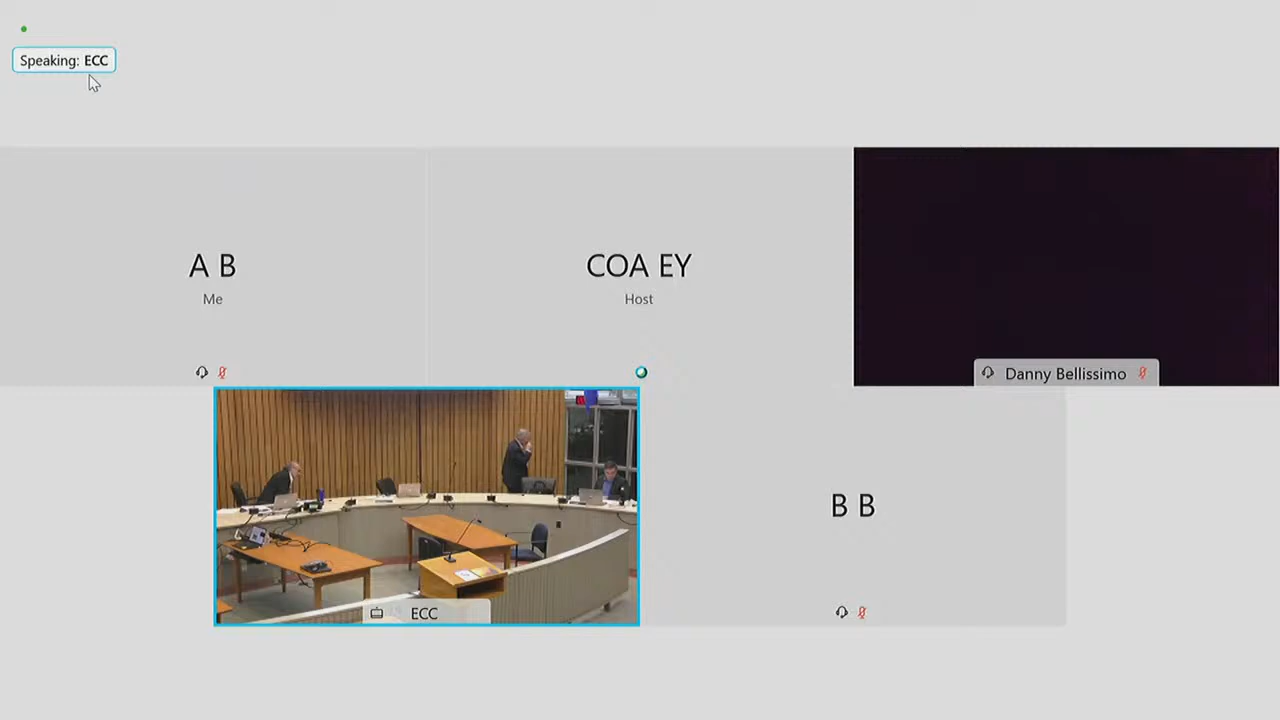 Speaking: ECC
A B
Me
COA EY
Host
Danny Bellissimo
ECC
B B